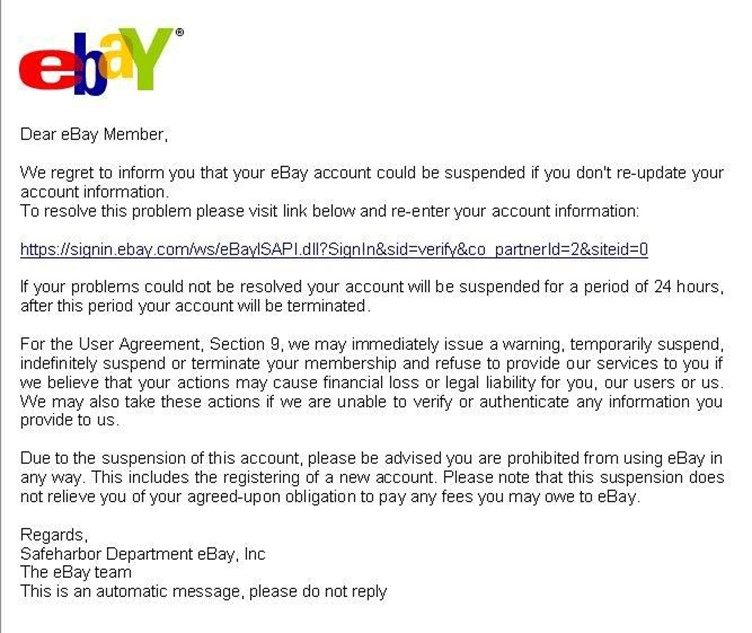 ebaY®
Dear eBay Member,
We regret to inform you that your eBay account could be suspended if you don't re-update your
account information.
To resolve this problem please visit link below and re-enter your account information:
https://signin.ebay.com/ws/eBayISAPI.dll?SignIn&sid=verify&co_partnerId=2&siteid=0
If your problems could not be resolved your account will be suspended for a period of 24 hours,
after this period your account will be terminated.
For the User Agreement, Section 9, we may immediately issue a warning, temporarily suspend,
indefinitely suspend or terminate your membership and refuse to provide our services to you if
we believe that your actions may cause financial loss or legal liability for you, our users or us.
We may also take these actions if we are unable to verify or authenticate any information you
provide to us.
Due to the suspension of this account, please be advised you are prohibited from using eBay in
any way. This includes the registering of a new account. Please note that this suspension does
not relieve you of your agreed-upon obligation to pay any fees you may owe to eBay.
Regards,
Safeharbor Department eBay, Inc
The eBay team
This is an automatic message, please do not reply